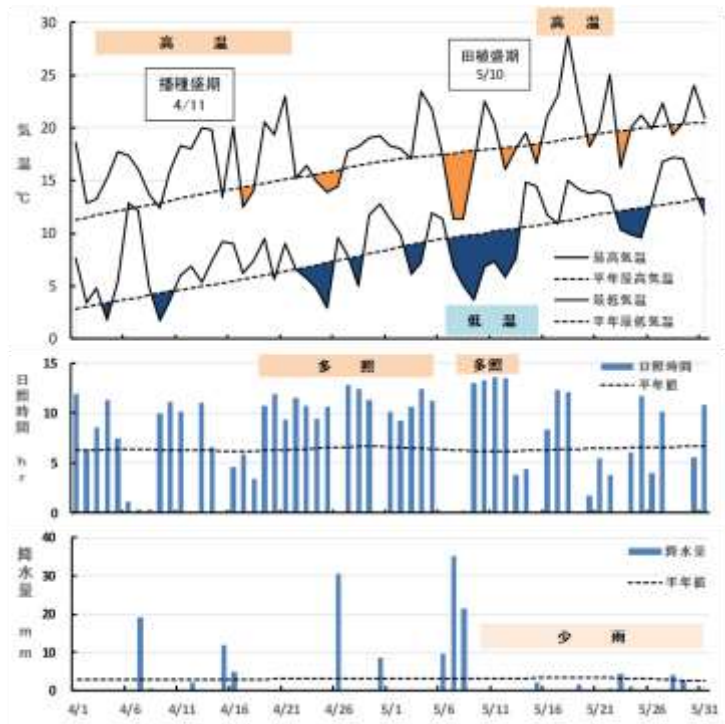 30
25
20
15
10
5
0
気温 ℃
高 温
高 温
播種盛期
4/11
田植盛期
5/10
最高気温
平年最高気温
最低気温
平年最低気温
低 温
15
10
5
0
日照時間 hr
多 照
多照
日照時間
平年値
40
30
20
10
0
降水量 mm
降水量
平年値
少 雨
4/1 4/6 4/11 4/16 4/21 4/26 5/1 5/6 5/11 5/16 5/21 5/26 5/31